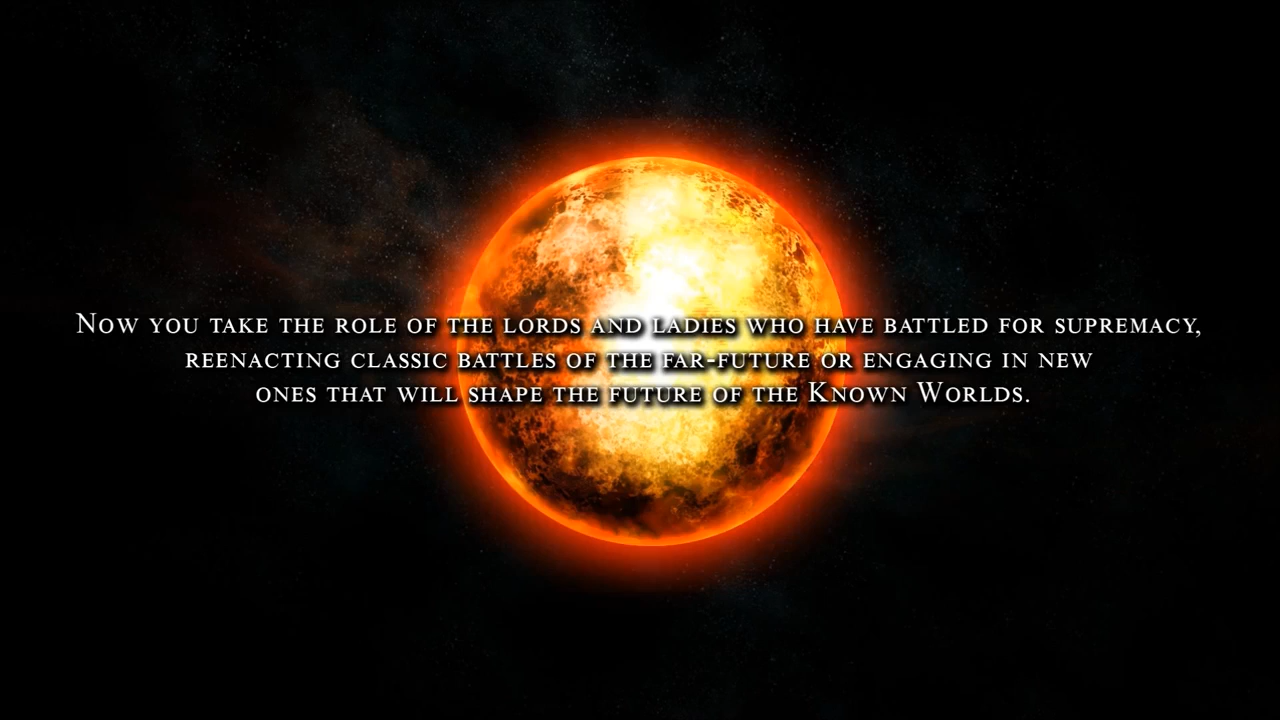 Now you take the role of the lords and ladies who have battled for supremacy,
reenacting classic battles of the far-future or engaging in new
ones that will shape the future of the Known Worlds.